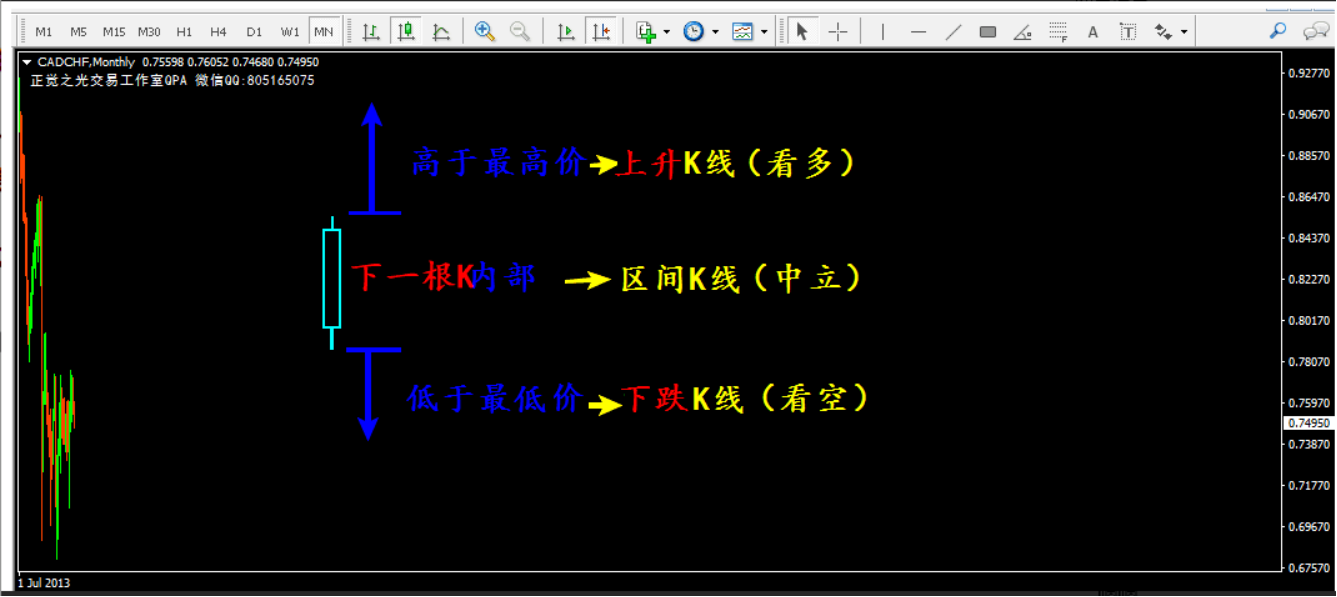 M1 M5 M15 M30 H1 H4 D1 W1 MN
A T
F
CADCHF,Monthly 0.75598 0.76052 0.74680 0.74950
正觉之光交易工作室QPA 微信QQ:805165075
高于最高价 上升K线（看多）
下一根K内部 区间K线（中立）
低于最低价 下跌K线（看空）
0.92770
0.90670
0.88570
0.86470
0.84370
0.82270
0.80170
0.78070
0.75970
0.74950
0.73870
0.71770
0.69670
0.67570
1 Jul 2013